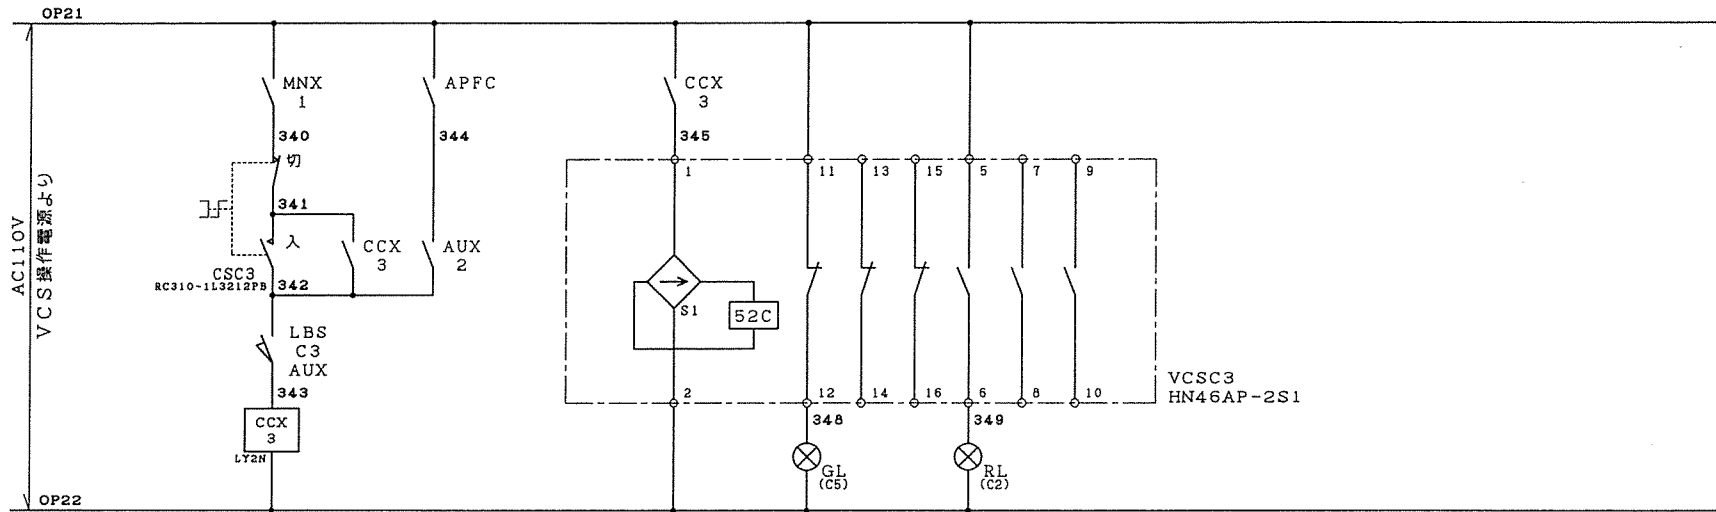 OP21
AC110V
VCS操作電源より
MNX
1
340
切
341
入
CSC3
RC310-1L3212PB
342
CCX
3
LBS
C3
AUX
343
CCX
3
LY2N
APFC
344
AUX
2
CCX
3
345
1
11
13
15
5
7
9
S1
52C
2
12
14
16
6
8
10
VCSC3
HN46AP-2S1
348
349
GL
(C5)
RL
(C2)
OP22